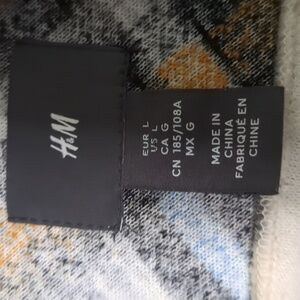 H&M
EUR L
US L
CA G
CN 185/108A
MX G
MADE IN
CHINA
FABRIQUÉ EN
CHINE